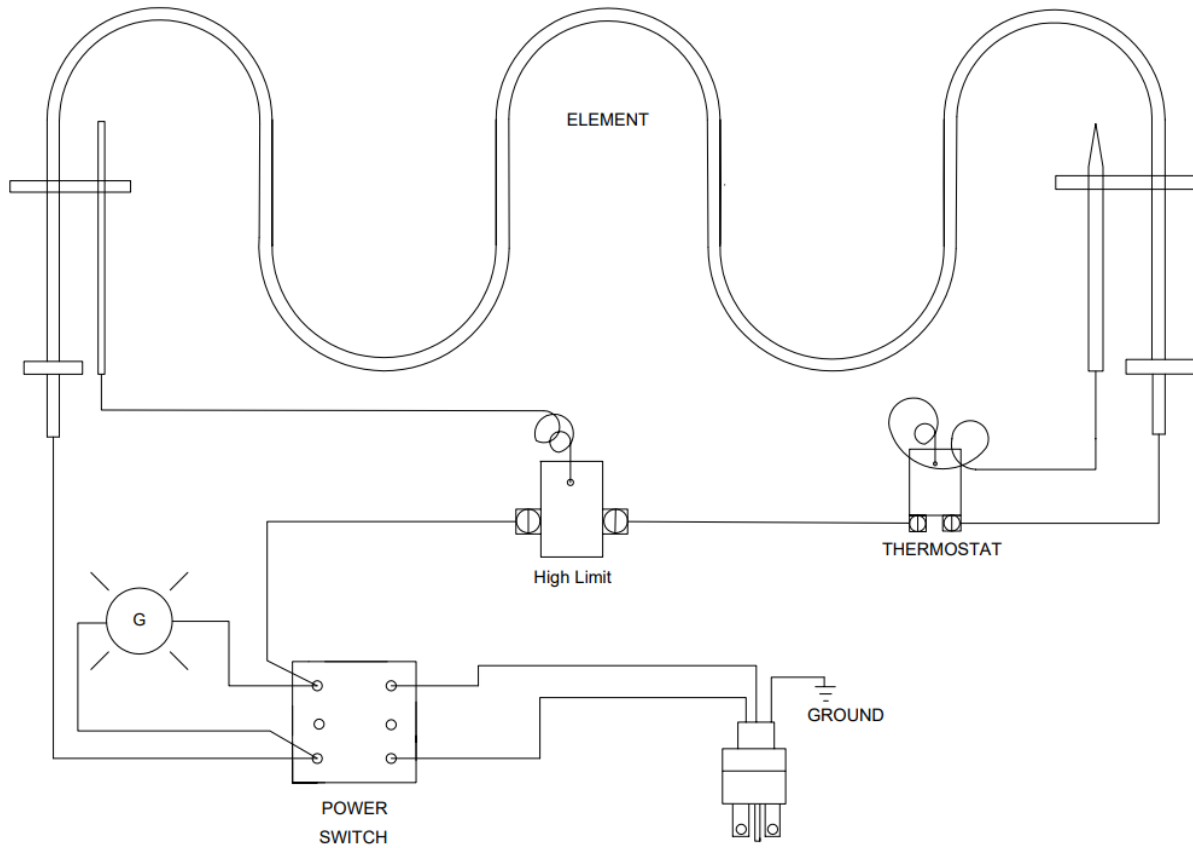 ELEMENT
THERMOSTAT
High Limit
G
GROUND
POWER
SWITCH